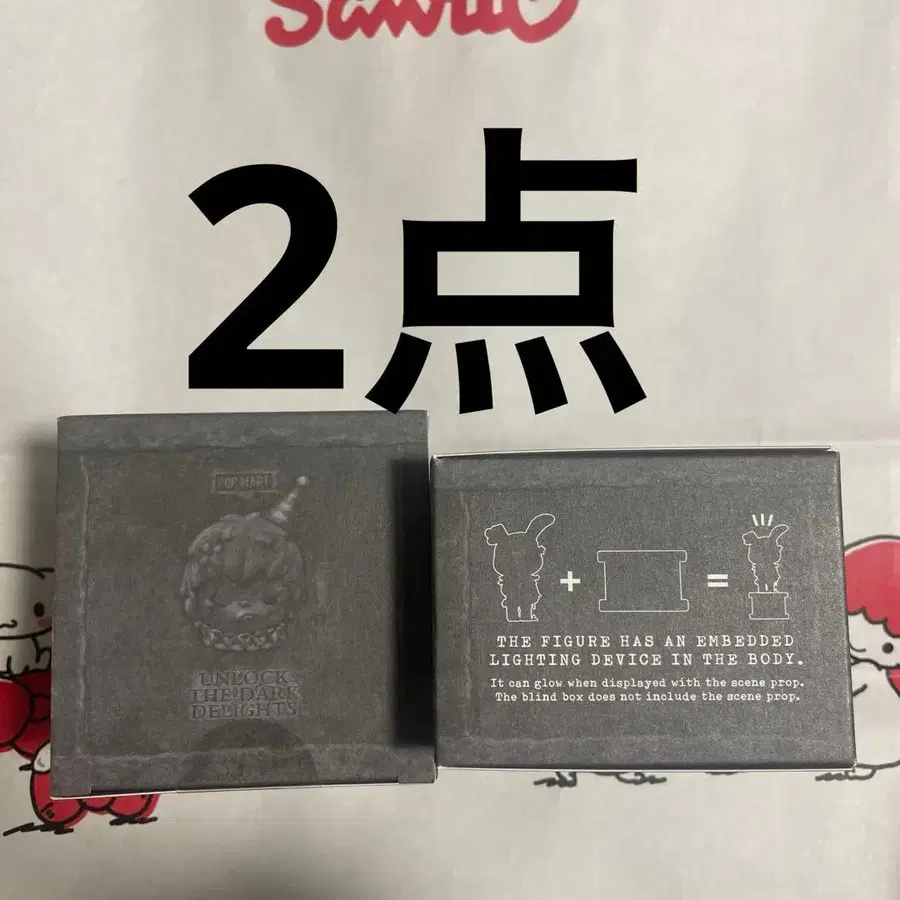 Sanrio
2点
POP MART
UNLOCK
THE DARK
DELIGHTS
+
=
THE FIGURE HAS AN EMBEDDED
LIGHTING DEVICE IN THE BODY.
It can glow when displayed with the scene prop.
The blind box does not include the scene prop.